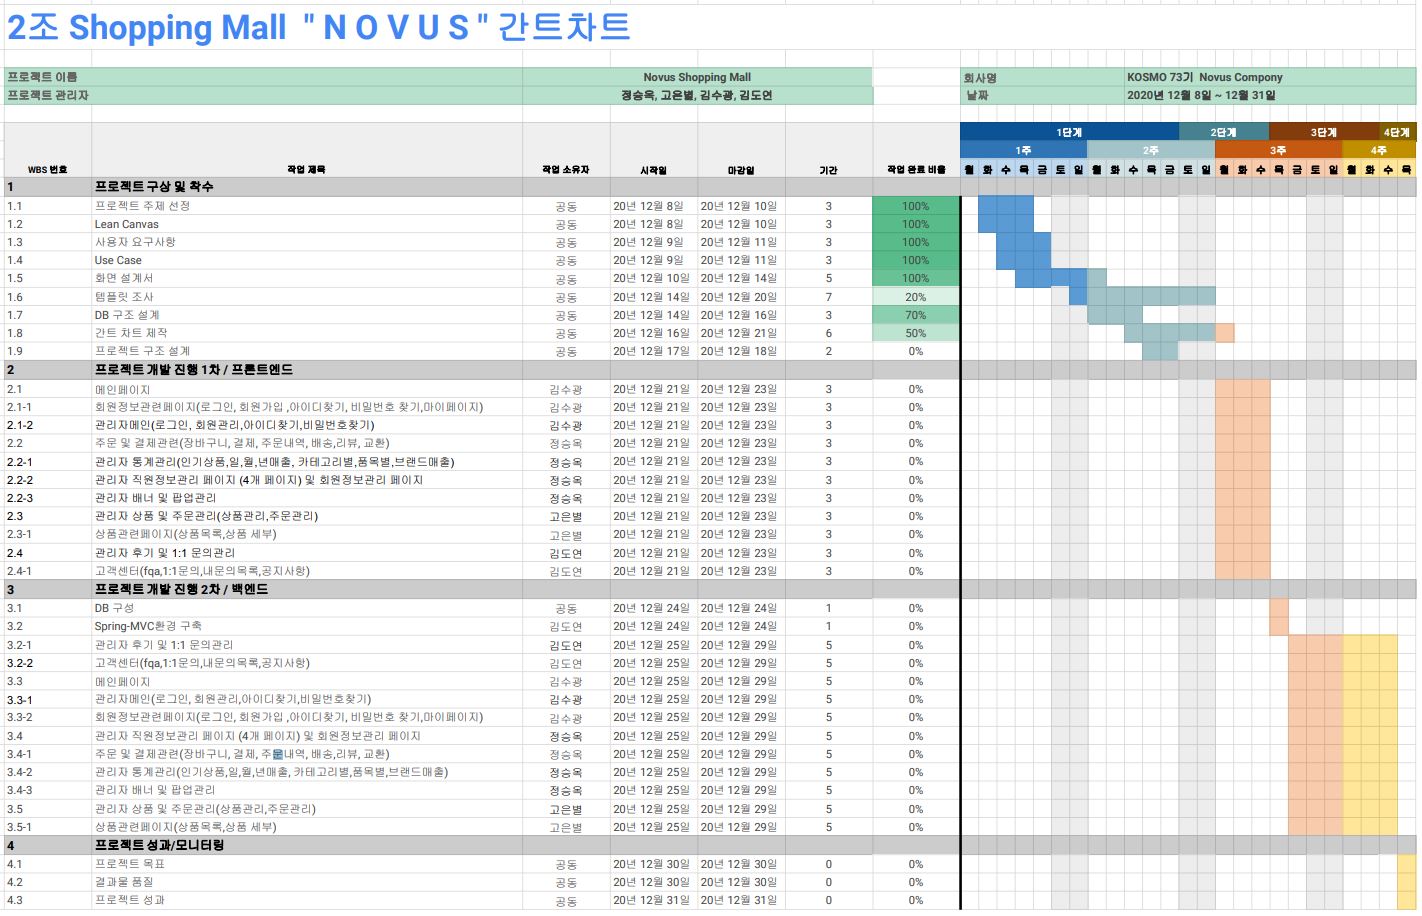 2조 Shopping Mall " N O V U S " 간트차트
프로젝트 이름 Novus Shopping Mall 회사명 KOSMO 73기 Novus Compony
프로젝트 관리자 정승욱, 고은별, 김수광, 김도연 날짜 2020년 12월 8일 ~ 12월 31일
1단계 2단계 3단계 4단계
1주 2주 3주 4주
WBS 번호 작업 제목 작업 소유자 시작일 마감일 기간 작업 완료 비율 월 화 수 목 금 토 일 월 화 수 목 금 토 일 월 화 수 목 금 토 일 월 화 수 목
1 프로젝트 구상 및 착수
1.1 프로젝트 주제 선정 공동 20년 12월 8일 20년 12월 10일 3 100%
1.2 Lean Canvas 공동 20년 12월 8일 20년 12월 10일 3 100%
1.3 사용자 요구사항 공동 20년 12월 9일 20년 12월 11일 3 100%
1.4 Use Case 공동 20년 12월 9일 20년 12월 11일 3 100%
1.5 화면 설계서 공동 20년 12월 10일 20년 12월 14일 5 100%
1.6 템플릿 조사 공동 20년 12월 14일 20년 12월 20일 7 20%
1.7 DB 구조 설계 공동 20년 12월 14일 20년 12월 16일 3 70%
1.8 간트 차트 제작 공동 20년 12월 16일 20년 12월 21일 6 50%
1.9 프로젝트 구조 설계 공동 20년 12월 17일 20년 12월 18일 2 0%
2 프로젝트 개발 진행 1차 / 프론트엔드
2.1 메인페이지 김수광 20년 12월 21일 20년 12월 23일 3 0%
2.1-1 회원정보관련페이지(로그인, 회원가입 ,아이디찾기, 비밀번호 찾기,마이페이지) 김수광 20년 12월 21일 20년 12월 23일 3 0%
2.1-2 관리자메인(로그인, 회원관리,아이디찾기,비밀번호찾기) 김수광 20년 12월 21일 20년 12월 23일 3 0%
2.2 주문 및 결제관련(장바구니, 결제, 주문내역, 배송,리뷰, 교환) 정승욱 20년 12월 21일 20년 12월 23일 3 0%
2.2-1 관리자 통계관리(인기상품,일,월,년매출, 카테고리별,품목별,브랜드매출) 정승욱 20년 12월 21일 20년 12월 23일 3 0%
2.2-2 관리자 직원정보관리 페이지 (4개 페이지) 및 회원정보관리 페이지 정승욱 20년 12월 21일 20년 12월 23일 3 0%
2.2-3 관리자 배너 및 팝업관리 정승욱 20년 12월 21일 20년 12월 23일 3 0%
2.3 관리자 상품 및 주문관리(상품관리,주문관리) 고은별 20년 12월 21일 20년 12월 23일 3 0%
2.3-1 상품관련페이지(상품목록,상품 세부) 고은별 20년 12월 21일 20년 12월 23일 3 0%
2.4 관리자 후기 및 1:1 문의관리 김도연 20년 12월 21일 20년 12월 23일 3 0%
2.4-1 고객센터(fqa,1:1문의,내문의목록,공지사항) 김도연 20년 12월 21일 20년 12월 23일 3 0%
3 프로젝트 개발 진행 2차 / 백엔드
3.1 DB 구성 공동 20년 12월 24일 20년 12월 24일 1 0%
3.2 Spring-MVC환경 구축 김도연 20년 12월 24일 20년 12월 24일 1 0%
3.2-1 관리자 후기 및 1:1 문의관리 김도연 20년 12월 25일 20년 12월 29일 5 0%
3.2-2 고객센터(fqa,1:1문의,내문의목록,공지사항) 김도연 20년 12월 25일 20년 12월 29일 5 0%
3.3 메인페이지 김수광 20년 12월 25일 20년 12월 29일 5 0%
3.3-1 관리자메인(로그인, 회원관리,아이디찾기,비밀번호찾기) 김수광 20년 12월 25일 20년 12월 29일 5 0%
3.3-2 회원정보관련페이지(로그인, 회원가입 ,아이디찾기, 비밀번호 찾기,마이페이지) 김수광 20년 12월 25일 20년 12월 29일 5 0%
3.4 관리자 직원정보관리 페이지 (4개 페이지) 및 회원정보관리 페이지 정승욱 20년 12월 25일 20년 12월 29일 5 0%
3.4-1 주문 및 결제관련(장바구니, 결제, 주문내역, 배송,리뷰, 교환) 정승욱 20년 12월 25일 20년 12월 29일 5 0%
3.4-2 관리자 통계관리(인기상품,일,월,년매출, 카테고리별,품목별,브랜드매출) 정승욱 20년 12월 25일 20년 12월 29일 5 0%
3.4-3 관리자 배너 및 팝업관리 정승욱 20년 12월 25일 20년 12월 29일 5 0%
3.5 관리자 상품 및 주문관리(상품관리,주문관리) 고은별 20년 12월 25일 20년 12월 29일 5 0%
3.5-1 상품관련페이지(상품목록,상품 세부) 고은별 20년 12월 25일 20년 12월 29일 5 0%
4 프로젝트 성과/모니터링
4.1 프로젝트 목표 공동 20년 12월 30일 20년 12월 30일 0 0%
4.2 결과물 품질 공동 20년 12월 30일 20년 12월 30일 0 0%
4.3 프로젝트 성과 공동 20년 12월 31일 20년 12월 31일 0 0%